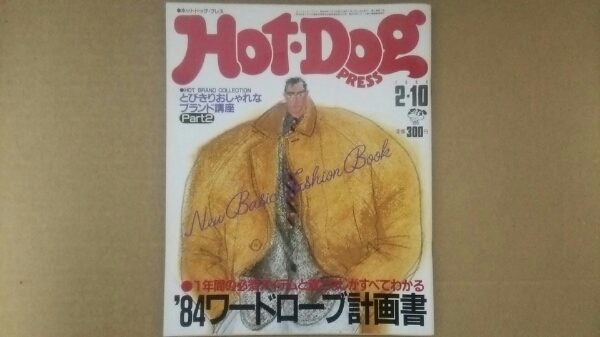 ●ホットドッグ・プレス
Hot・Dog
PRESS
●HOT BRAND COLLECTION
とびきりおしゃれな
ブランド講座
Part2
2・10
定価300円
New Basic Fashion Book
●1年間の必須アイテムと着こなしがすべてわかる
'84ワードローブ計画書